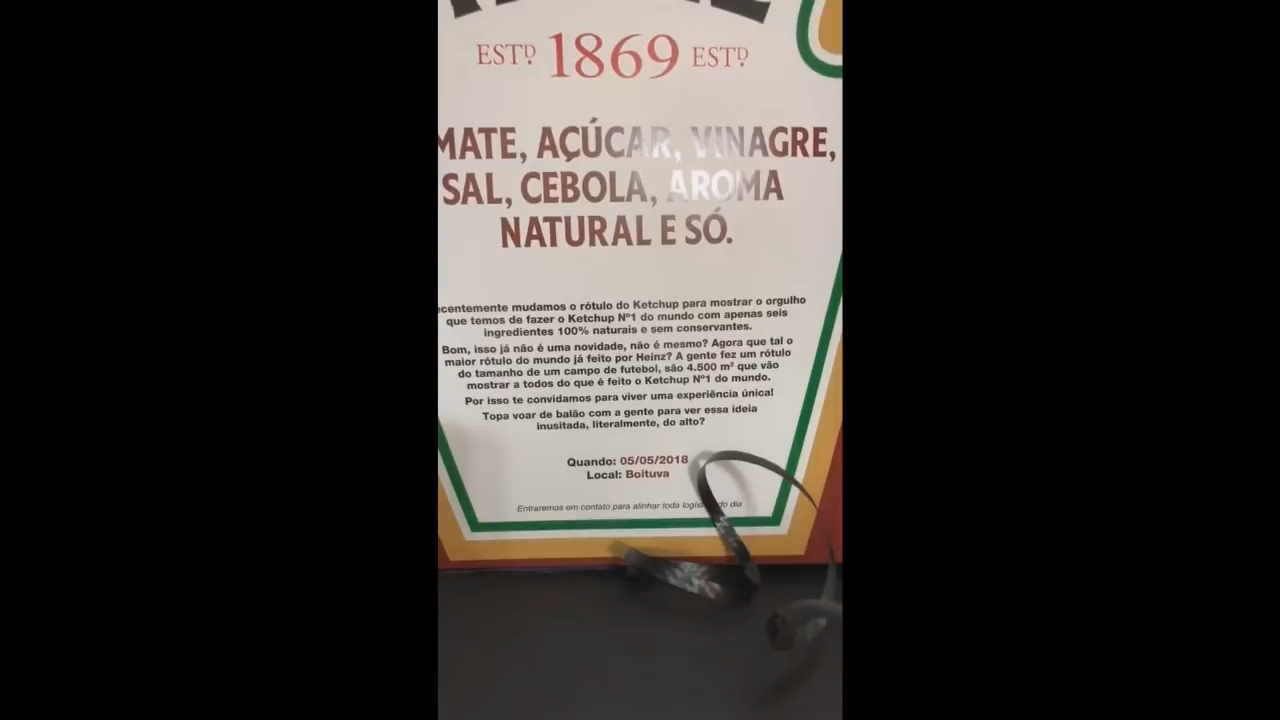 ESTD 1869 ESTD
MATE, AÇÚCAR, VINAGRE,
SAL, CEBOLA, AROMA
NATURAL E SÓ.
centemente mudamos o rótulo do Ketchup para mostrar o orgulho
que temos de fazer o Ketchup Nº1 do mundo com apenas seis
ingredientes 100% naturais e sem conservantes.
Bom, isso já não é uma novidade, não é mesmo? Agora que tal o
maior rótulo do mundo já feito por Heinz? A gente fez um rótulo
do tamanho de um campo de futebol, são 4.500 m² que vão
mostrar a todos do que é feito o Ketchup Nº1 do mundo.
Por isso te convidamos para viver uma experiência única!
Topa voar de balão com a gente para ver essa ideia
inusitada, literalmente, do alto?
Quando: 05/05/2018
Local: Boituva
Entraremos em contato para alinhar toda do dia